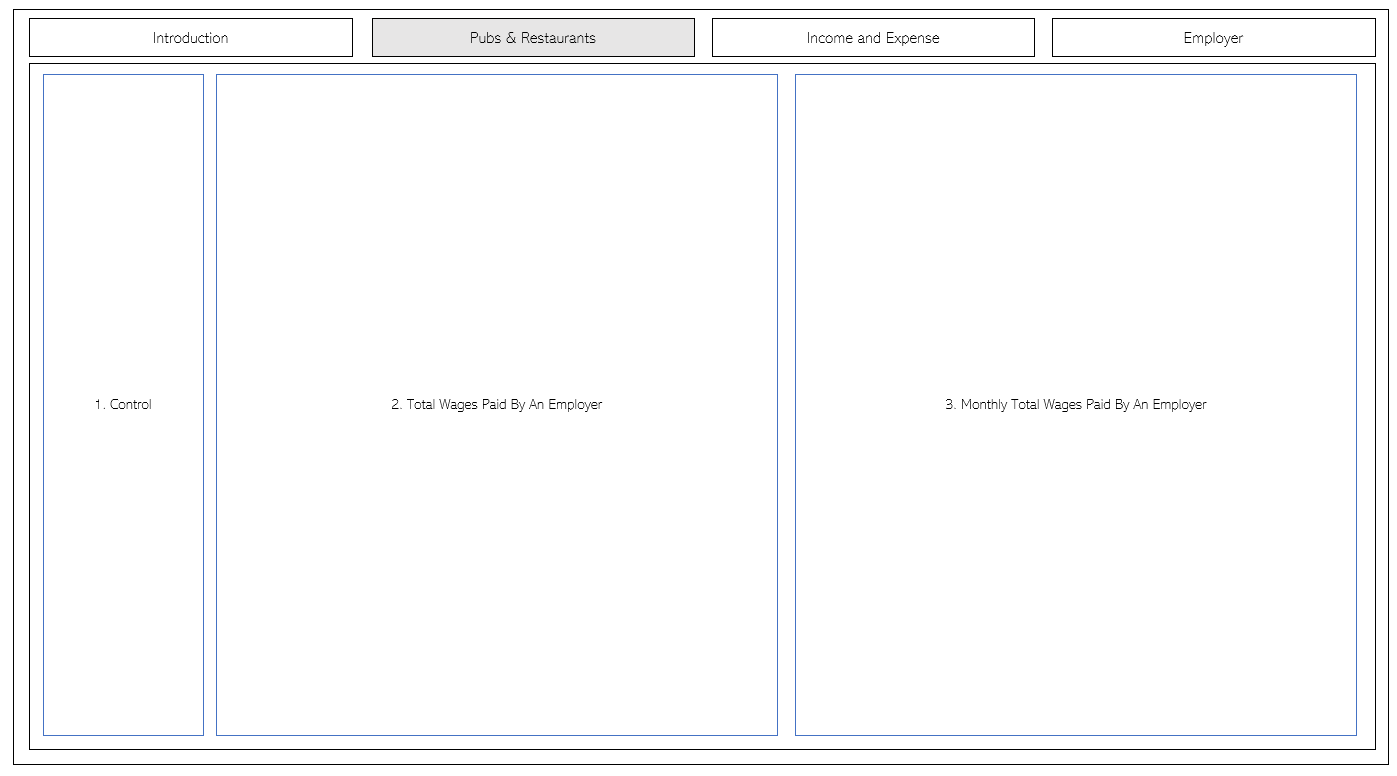 Introduction
Pubs & Restaurants
Income and Expense
Employer
1. Control
2. Total Wages Paid By An Employer
3. Monthly Total Wages Paid By An Employer